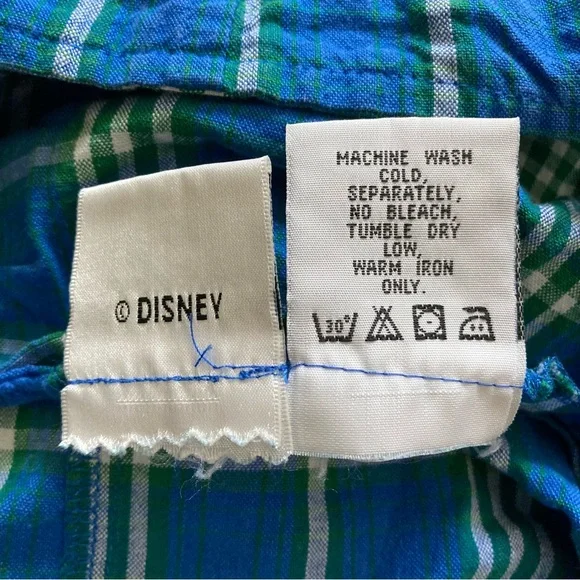 © DISNEY
MACHINE WASH
COLD,
SEPARATELY,
NO BLEACH,
TUMBLE DRY
LOW,
WARM IRON
ONLY.
30°